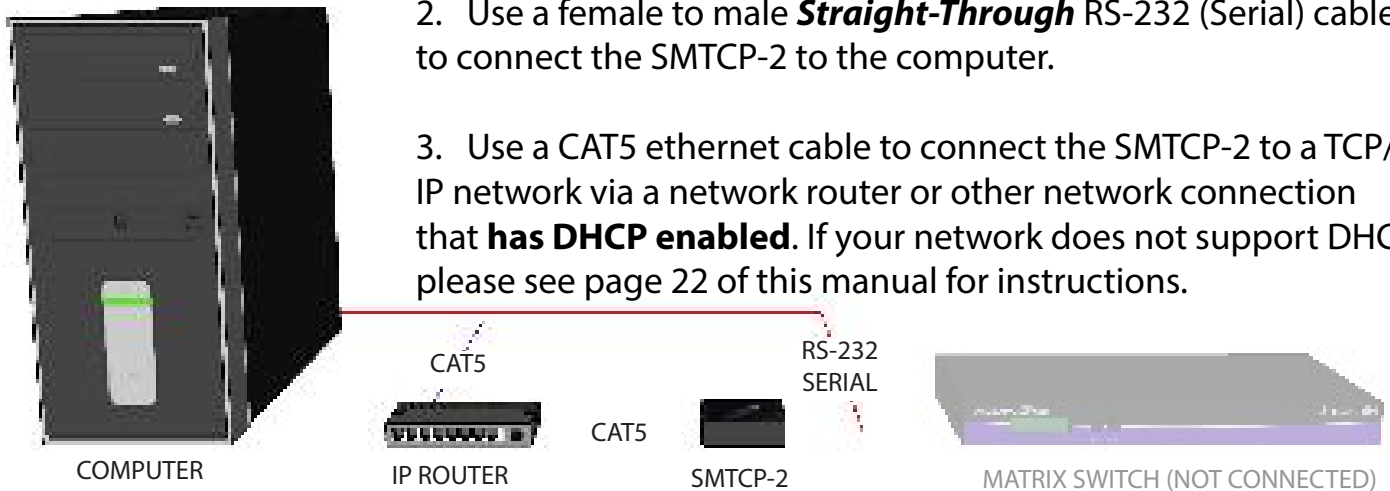 2. Use a female to male Straight-Through RS-232 (Serial) cable
to connect the SMTCP-2 to the computer.
3. Use a CAT5 ethernet cable to connect the SMTCP-2 to a TCP/
IP network via a network router or other network connection
that has DHCP enabled. If your network does not support DHC
please see page 22 of this manual for instructions.
CAT5
RS-232
SERIAL
CAT5
COMPUTER
IP ROUTER
SMTCP-2
MATRIX SWITCH (NOT CONNECTED)